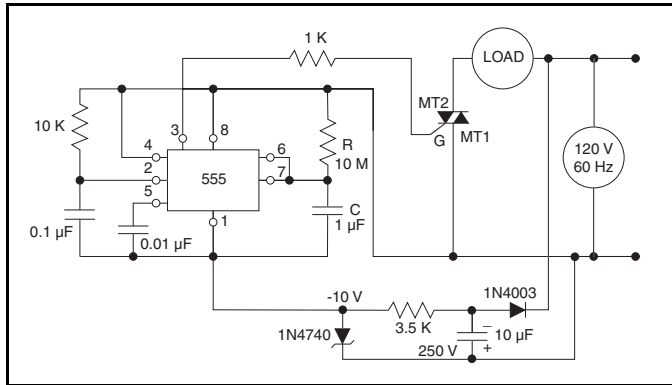 1 K
LOAD
MT2
MT1
G
120 V
60 Hz
10 K
3
8
4
2
5
6
7
555
1
R
10 M
C
1 µF
0.1 µF
0.01 µF
-10 V
1N4003
1N4740
3.5 K
–
10 µF
+
250 V